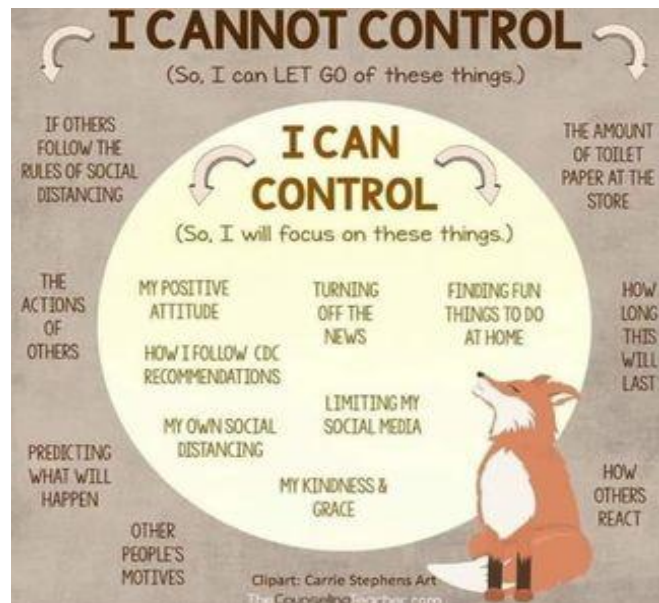 I CANNOT CONTROL
(So, I can LET GO of these things.)
IF OTHERS
FOLLOW THE
RULES OF SOCIAL
DISTANCING
THE AMOUNT
OF TOILET
PAPER AT THE
STORE
I CAN
CONTROL
(So, I will focus on these things.)
THE
ACTIONS
OF
OTHERS
MY POSITIVE
ATTITUDE
TURNING
OFF THE
NEWS
FINDING FUN
THINGS TO DO
AT HOME
HOW
LONG
THIS
WILL
LAST
HOW I FOLLOW CDC
RECOMMENDATIONS
LIMITING MY
SOCIAL MEDIA
MY OWN SOCIAL
DISTANCING
PREDICTING
WHAT WILL
HAPPEN
MY KINDNESS &
GRACE
HOW
OTHERS
REACT
OTHER
PEOPLE'S
MOTIVES
Clipart: Carrie Stephens Art
TheCounselingTeacher.com